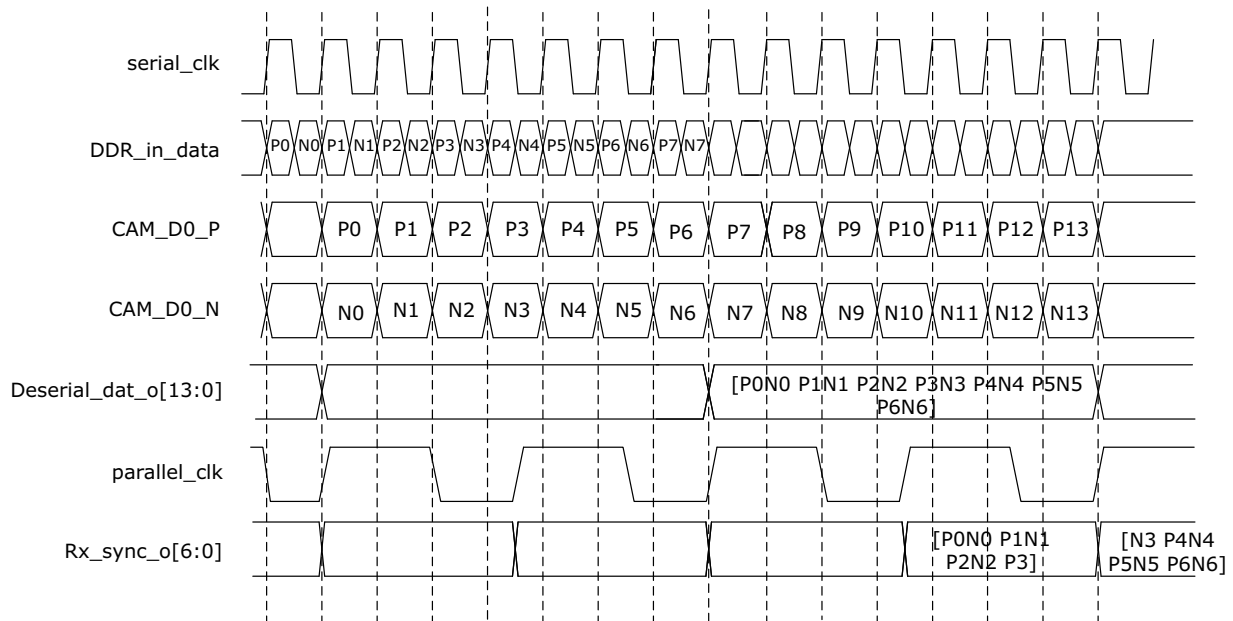 serial_clk
DDR_in_data P0 N0 P1 N1 P2 N2 P3 N3 P4 N4 P5 N5 P6 N6 P7 N7
CAM_D0_P P0 P1 P2 P3 P4 P5 P6 P7 P8 P9 P10 P11 P12 P13
CAM_D0_N N0 N1 N2 N3 N4 N5 N6 N7 N8 N9 N10 N11 N12 N13
Deserial_dat_o[13:0] [P0N0 P1N1 P2N2 P3N3 P4N4 P5N5
P6N6]
parallel_clk
Rx_sync_o[6:0]
[P0N0 P1N1
P2N2 P3]
[N3 P4N4
P5N5 P6N6]